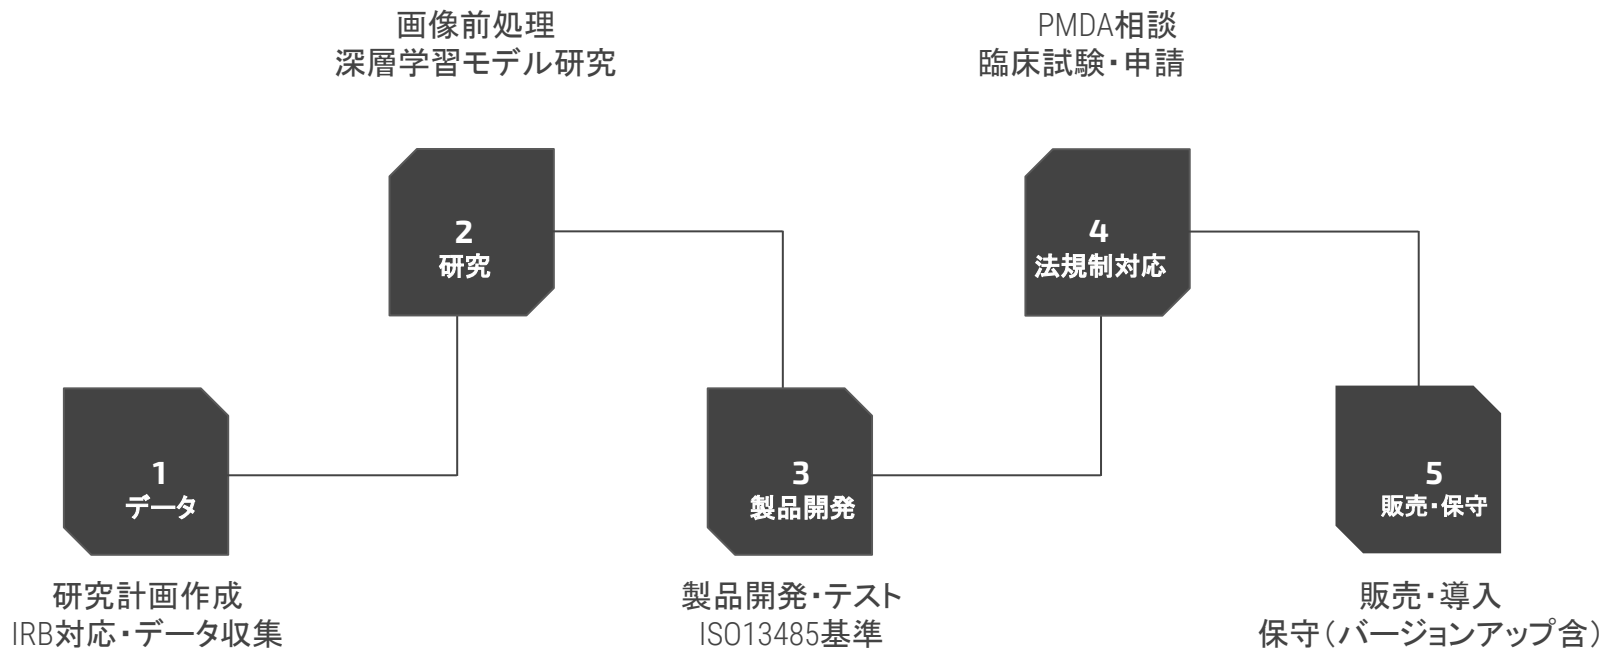 画像前処理
深層学習モデル研究
PMDA相談
臨床試験・申請
2
研究
4
法規制対応
1
データ
3
製品開発
5
販売・保守
研究計画作成
IRB対応・データ収集
製品開発・テスト
ISO13485基準
販売・導入
保守（バージョンアップ含）